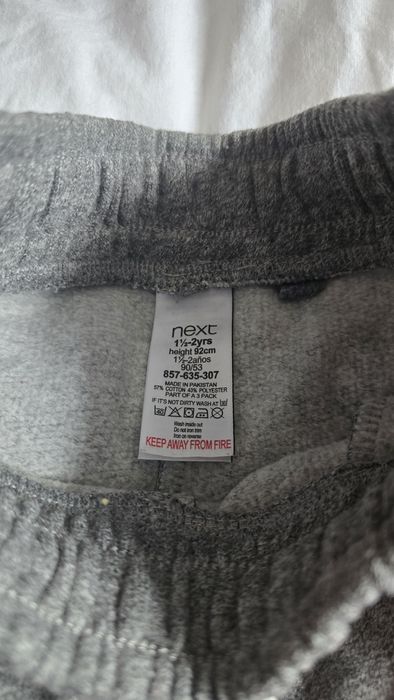 next
1½-2yrs
height 92cm
1½-2años
90/53
857-635-307
MADE IN PAKISTAN
57% COTTON 43% POLYESTER
PART OF A 3 PACK
IF IT'S NOT DIRTY WASH AT
Wash inside out
Do not iron trim
Iron on reverse
KEEP AWAY FROM FIRE